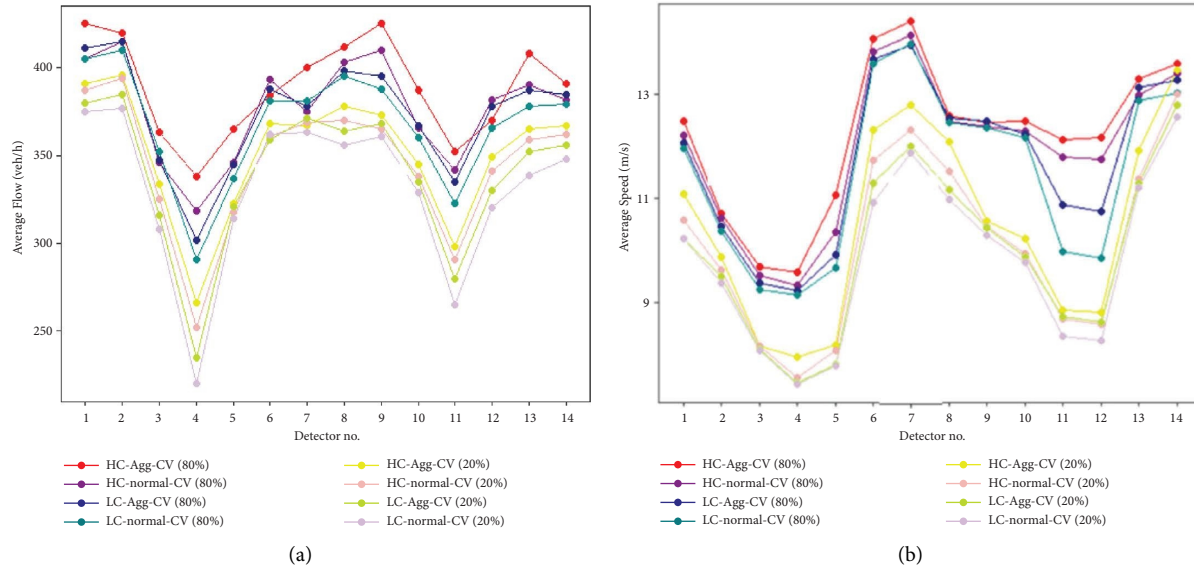 400
350
300
250
Average Flow (veh/h)
1 2 3 4 5 6 7 8 9 10 11 12 13 14
Detector no.
HC-Agg-CV (80%)
HC-normal-CV (80%)
LC-Agg-CV (80%)
LC-normal-CV (80%)
HC-Agg-CV (20%)
HC-normal-CV (20%)
LC-Agg-CV (20%)
LC-normal-CV (20%)
(a)
13
11
9
Average Speed (m/s)
1 2 3 4 5 6 7 8 9 10 11 12 13 14
Detector no.
HC-Agg-CV (80%)
HC-normal-CV (80%)
LC-Agg-CV (80%)
LC-normal-CV (80%)
HC-Agg-CV (20%)
HC-normal-CV (20%)
LC-Agg-CV (20%)
LC-normal-CV (20%)
(b)